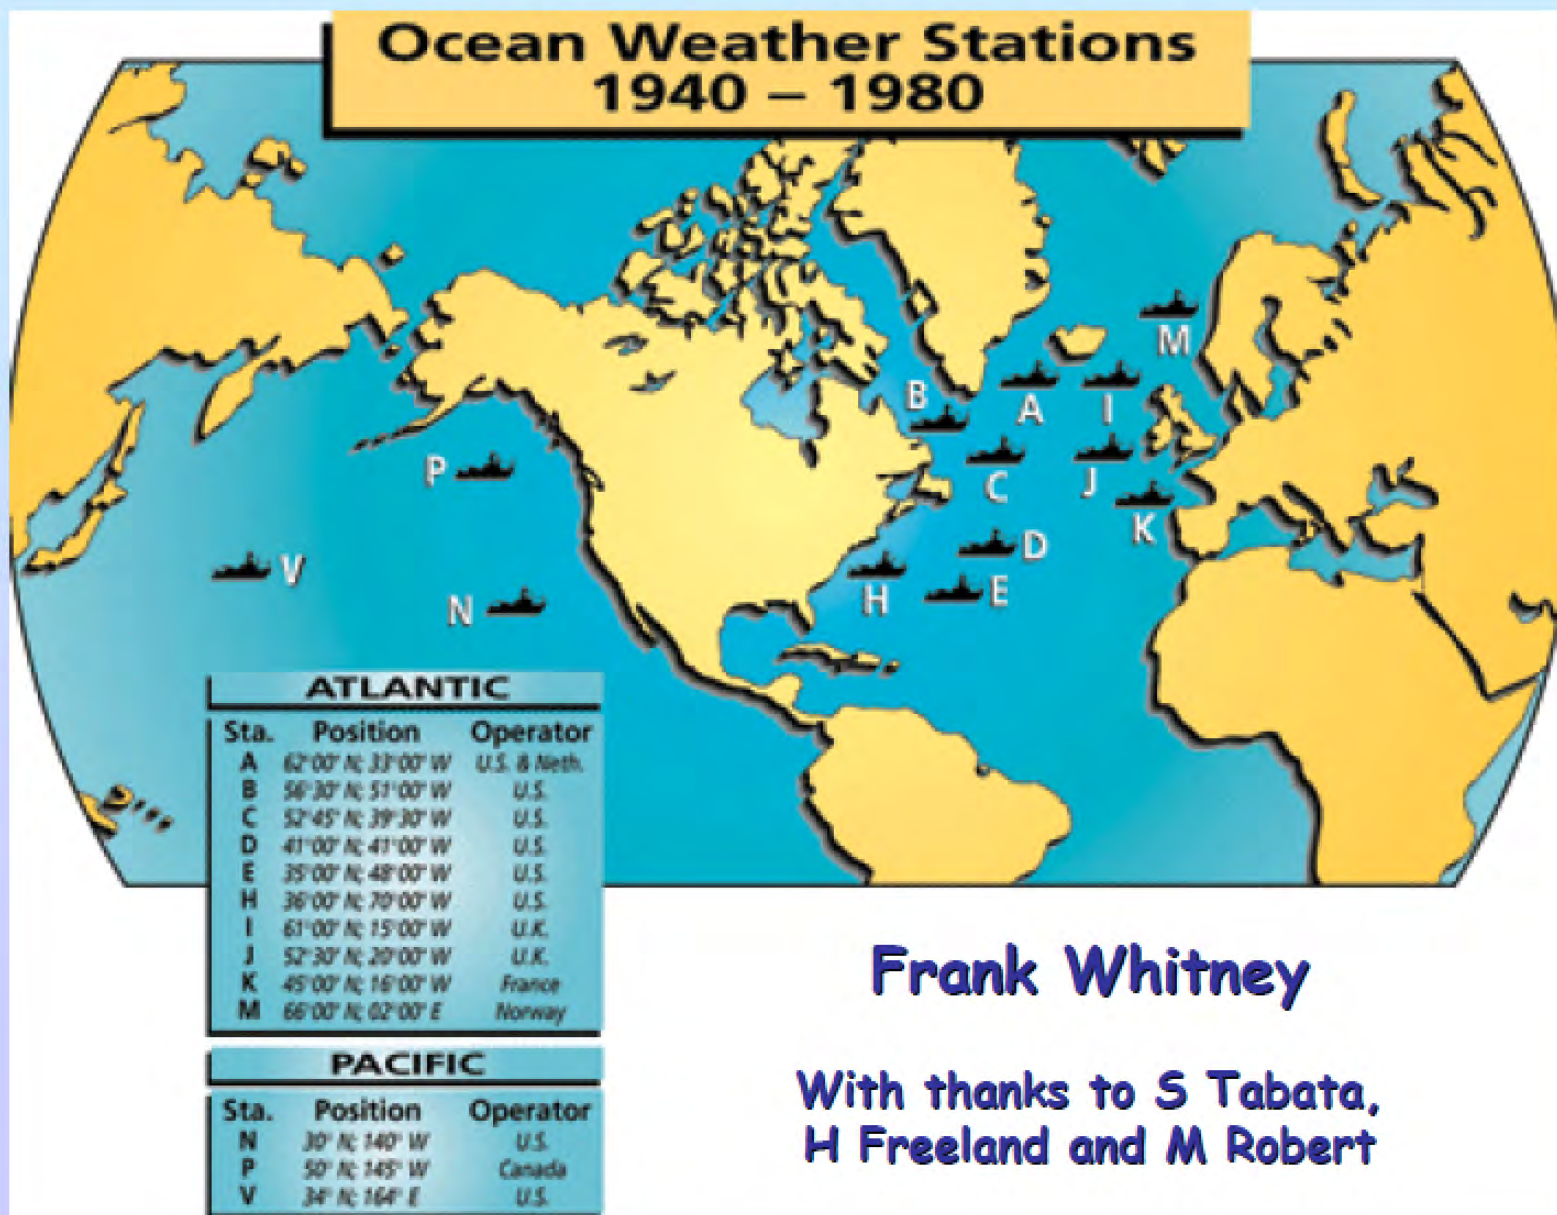 Ocean Weather Stations
1940 – 1980
M
B
A
I
P
C
J
K
D
V
H
E
N
ATLANTIC
Sta. Position Operator
A 62°00' N; 33°00' W U.S. & Neth.
B 56°30' N; 51°00' W U.S.
C 52°45' N; 39°30' W U.S.
D 41°00' N; 41°00' W U.S.
E 35°00' N; 48°00' W U.S.
H 36°00' N; 70°00' W U.S.
I 61°00' N; 15°00' W U.K.
J 52°30' N; 20°00' W U.K.
K 45°00' N; 16°00' W France
M 66°00' N; 02°00' E Norway
PACIFIC
Sta. Position Operator
N 30° N; 140° W U.S.
P 50° N; 145° W Canada
V 34° N; 164° E U.S.
Frank Whitney
With thanks to S Tabata,
H Freeland and M Robert